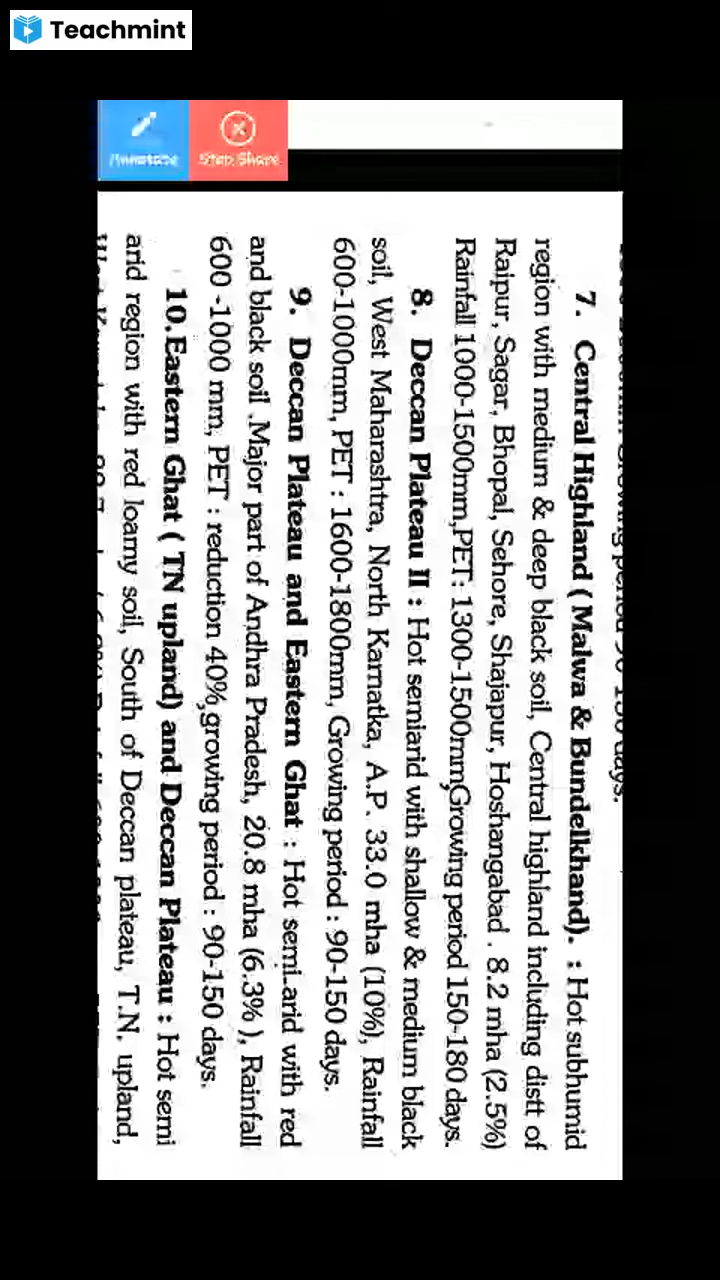 Teachmint
Annotate
Stop Share
7. Central Highland ( Malwa & Bundelkhand). : Hot subhumid
region with medium & deep black soil, Central highland including distt of
Raipur, Sagar, Bhopal, Sehore, Shajapur, Hoshangabad . 8.2 mha (2.5%)
Rainfall 1000-1500mm,PET: 1300-1500mm,Growing period 150-180 days.
8. Deccan Plateau II : Hot semiarid with shallow & medium black
soil, West Maharashtra, North Karnatka, A.P. 33.0 mha (10%), Rainfall
600-1000mm, PET : 1600-1800mm, Growing period : 90-150 days.
9. Deccan Plateau and Eastern Ghat : Hot semi.arid with red
and black soil .Major part of Andhra Pradesh, 20.8 mha (6.3% ), Rainfall
600 -1000 mm, PET : reduction 40%,growing period : 90-150 days.
10.Eastern Ghat ( TN upland) and Deccan Plateau : Hot semi
arid region with red loamy soil, South of Deccan plateau, T.N. upland,